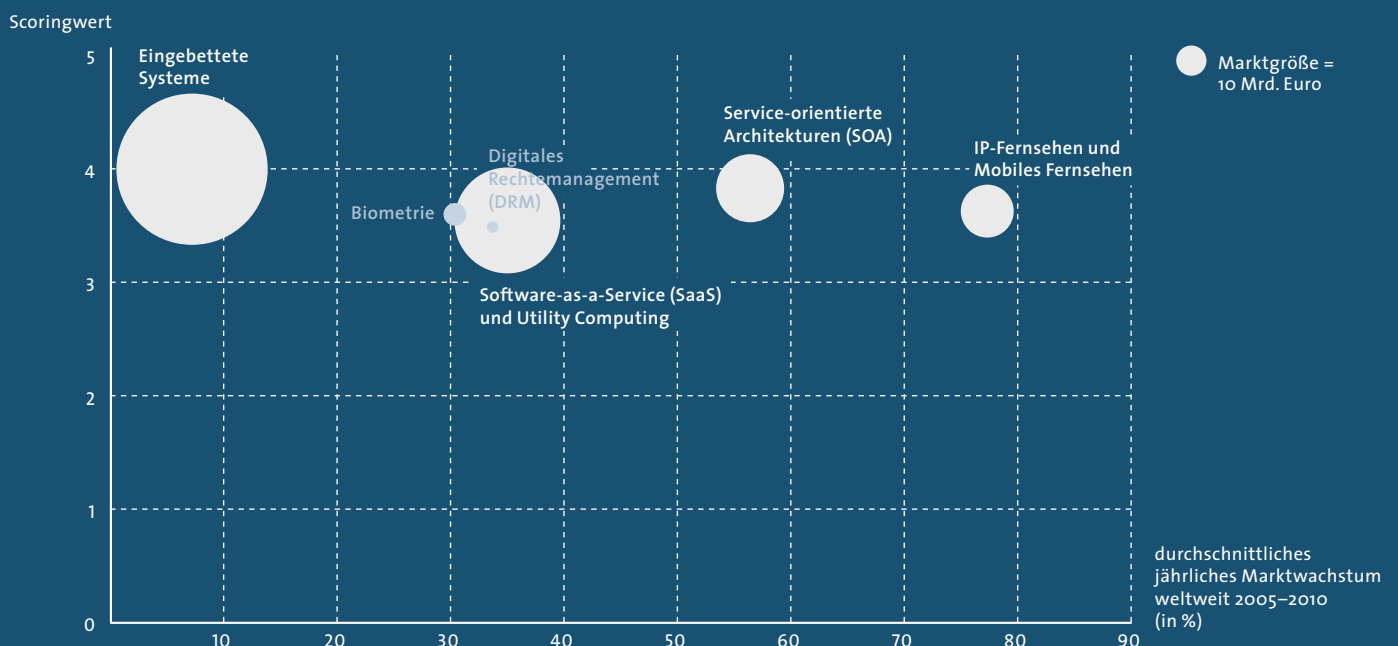 Scoringwert
5
Eingebettete
Systeme
Marktgröße =
10 Mrd. Euro
Service-orientierte
Architekturen (SOA)
IP-Fernsehen und
Mobiles Fernsehen
4
Digitales
Rechtemanagement
(DRM)
Biometrie
3
Software-as-a-Service (SaaS)
und Utility Computing
2
1
durchschnittliches
jährliches Marktwachstum
weltweit 2005–2010
(in %)
0
10 20 30 40 50 60 70 80 90